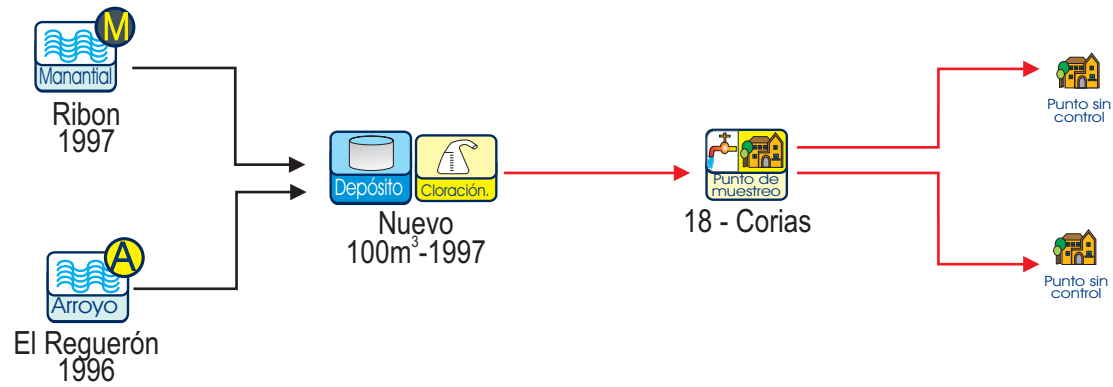 M
Manantial
Ribon
1997
A
Arroyo
El Reguerón
1996
Depósito
Cloración.
Nuevo
100m³-1997
Punto de
muestreo
18 - Corias
Punto sin
control
Punto sin
control